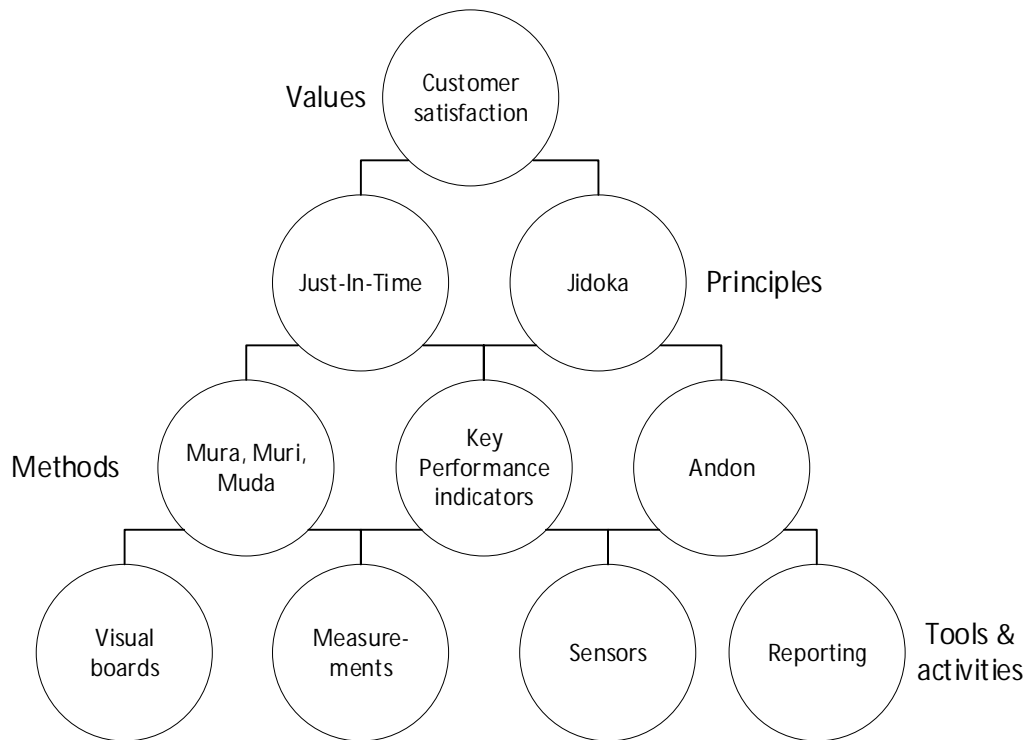 Values
Customer
satisfaction
Just-In-Time
Jidoka
Principles
Methods
Mura, Muri,
Muda
Key
Performance
indicators
Andon
Visual
boards
Measure-
ments
Sensors
Reporting
Tools &
activities